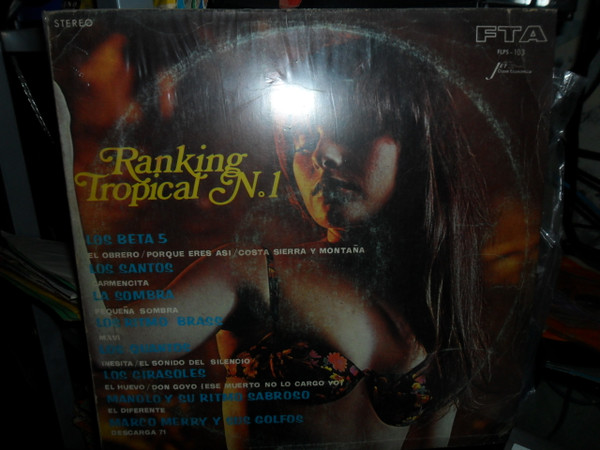 STEREO
FTA
Ranking
Tropical N.1
LOS BETA 5
EL OBRERO/PORQUE ERES ASI/COSTA SIERRA Y MONTAÑA
LOS SANTOS
CARMENCITA
LA SOMBRA
PEQUEÑA SOMBRA
BRASS
INESITA/EL SONIDO DEL SILENCIO
LOS GIRASOLES
EL HUEVO/DON GOYO (ESE MUERTO NO LO CARGO YO)
MANOLO Y SU RITMO SABROSO
EL DIFERENTE
MARCO MERRY Y SUS GOLFOS
DESCARGA 71